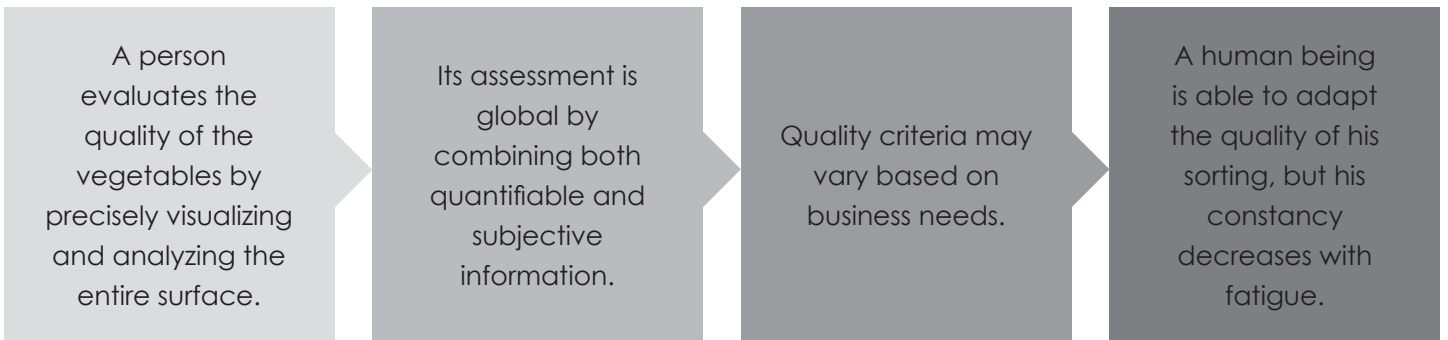 A person
evaluates the
quality of the
vegetables by
precisely visualizing
and analyzing the
entire surface.
Its assessment is
global by
combining both
quantifiable and
subjective
information.
Quality criteria may
vary based on
business needs.
A human being
is able to adapt
the quality of his
sorting, but his
constancy
decreases with
fatigue.